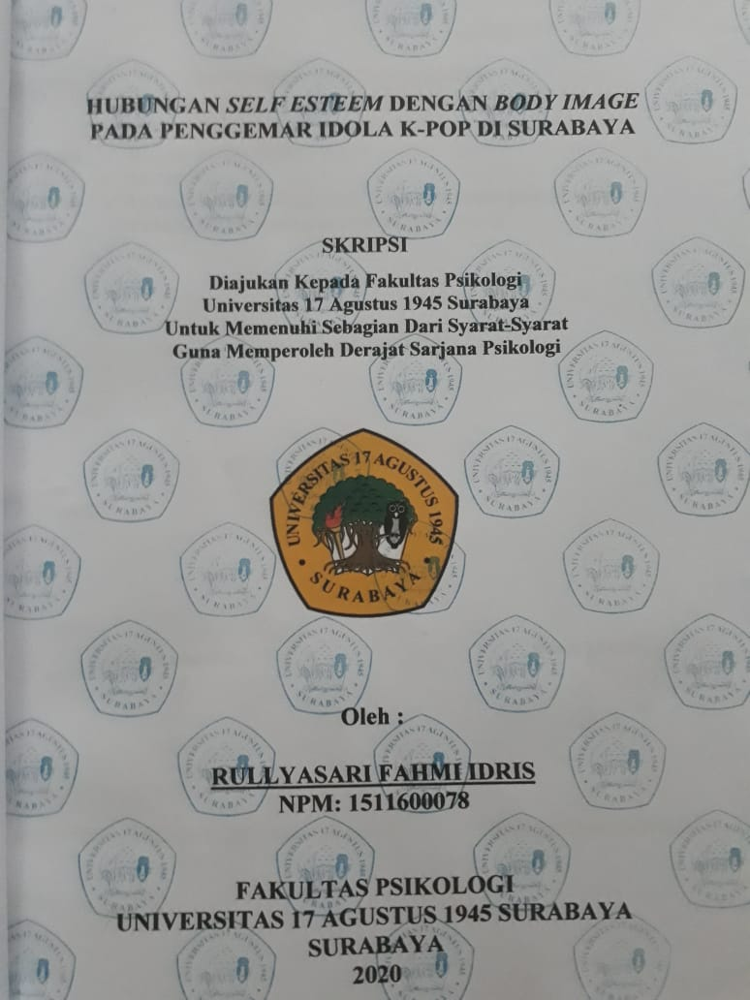 HUBUNGAN SELF ESTEEM DENGAN BODY IMAGE
PADA PENGGEMAR IDOLA K-POP DI SURABAYA
SKRIPSI
Diajukan Kepada Fakultas Psikologi
Universitas 17 Agustus 1945 Surabaya
Untuk Memenuhi Sebagian Dari Syarat-Syarat
Guna Memperoleh Derajat Sarjana Psikologi
UNIVERSITAS 17 AGUSTUS 1945
• SURABAYA •
Oleh :
RULLYASARI FAHMI IDRIS
NPM: 1511600078
FAKULTAS PSIKOLOGI
UNIVERSITAS 17 AGUSTUS 1945 SURABAYA
SURABAYA
2020